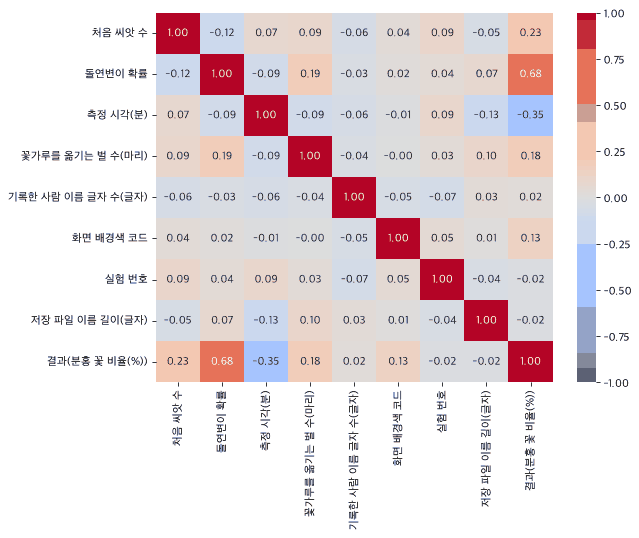 처음 씨앗 수 1.00 -0.12 0.07 0.09 -0.06 0.04 0.09 -0.05 0.23
돌연변이 확률 -0.12 1.00 -0.09 0.19 -0.03 0.02 0.04 0.07 0.68
측정 시각(분) 0.07 -0.09 1.00 -0.09 -0.06 -0.01 0.09 -0.13 -0.35
꽃가루를 옮기는 벌 수(마리) 0.09 0.19 -0.09 1.00 -0.04 -0.00 0.03 0.10 0.18
기록한 사람 이름 글자 수(글자) -0.06 -0.03 -0.06 -0.04 1.00 -0.05 -0.07 0.03 0.02
화면 배경색 코드 0.04 0.02 -0.01 -0.00 -0.05 1.00 0.05 0.01 0.13
실험 번호 0.09 0.04 0.09 0.03 -0.07 0.05 1.00 -0.04 -0.02
저장 파일 이름 길이(글자) -0.05 0.07 -0.13 0.10 0.03 0.01 -0.04 1.00 -0.02
결과(분홍 꽃 비율(%)) 0.23 0.68 -0.35 0.18 0.02 0.13 -0.02 -0.02 1.00
처음 씨앗 수
돌연변이 확률
측정 시각(분)
꽃가루를 옮기는 벌 수(마리)
기록한 사람 이름 글자 수(글자)
화면 배경색 코드
실험 번호
저장 파일 이름 길이(글자)
결과(분홍 꽃 비율(%))
1.00
0.75
0.50
0.25
0.00
-0.25
-0.50
-0.75
-1.00